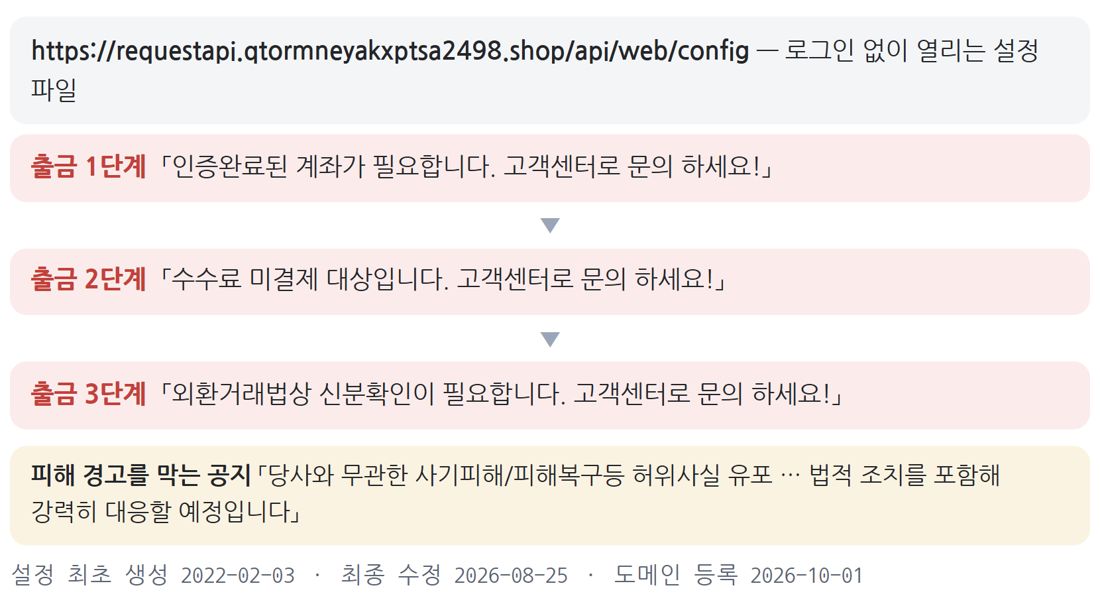 https://requestapi.qtormneyakxptsa2498.shop/api/web/config — 로그인 없이 열리는 설정
파일
출금 1단계 「인증완료된 계좌가 필요합니다. 고객센터로 문의 하세요!」
▼
출금 2단계 「수수료 미결제 대상입니다. 고객센터로 문의 하세요!」
▼
출금 3단계 「외환거래법상 신분확인이 필요합니다. 고객센터로 문의 하세요!」
피해 경고를 막는 공지 「당사와 무관한 사기피해/피해복구등 허위사실 유포 … 법적 조치를 포함해
강력히 대응할 예정입니다」
설정 최초 생성 2022-02-03 · 최종 수정 2026-08-25 · 도메인 등록 2026-10-01